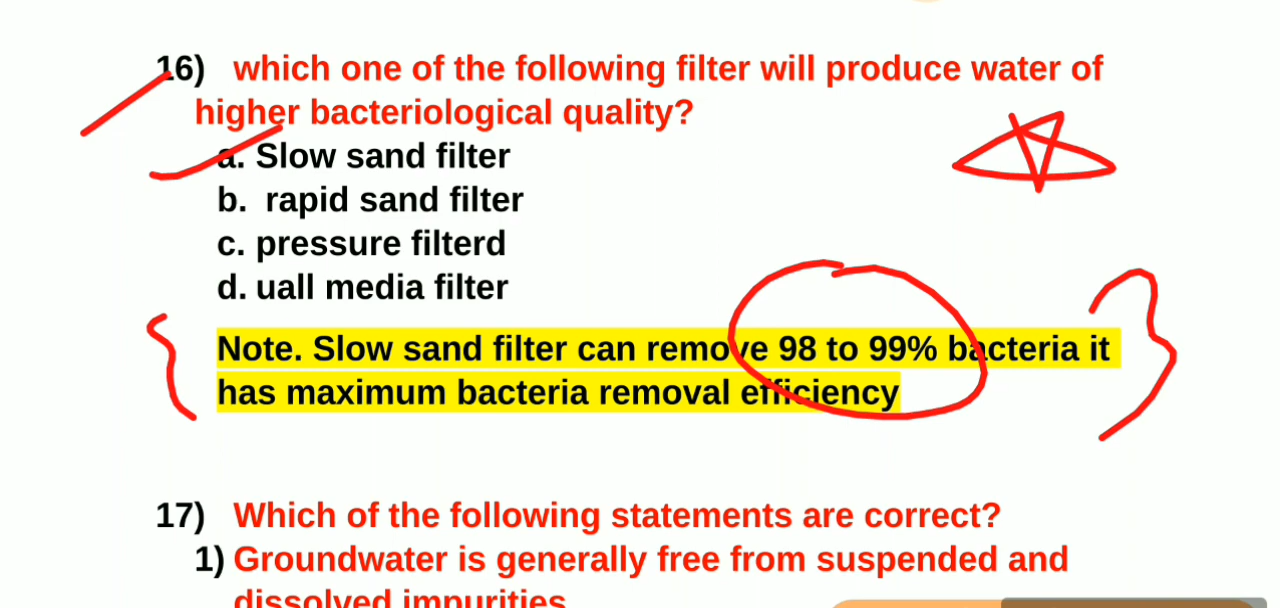 16) which one of the following filter will produce water of
higher bacteriological quality?
a. Slow sand filter
b. rapid sand filter
c. pressure filterd
d. uall media filter
Note. Slow sand filter can remove 98 to 99% bacteria it
has maximum bacteria removal efficiency
17) Which of the following statements are correct?
1) Groundwater is generally free from suspended and
dissolved impurities